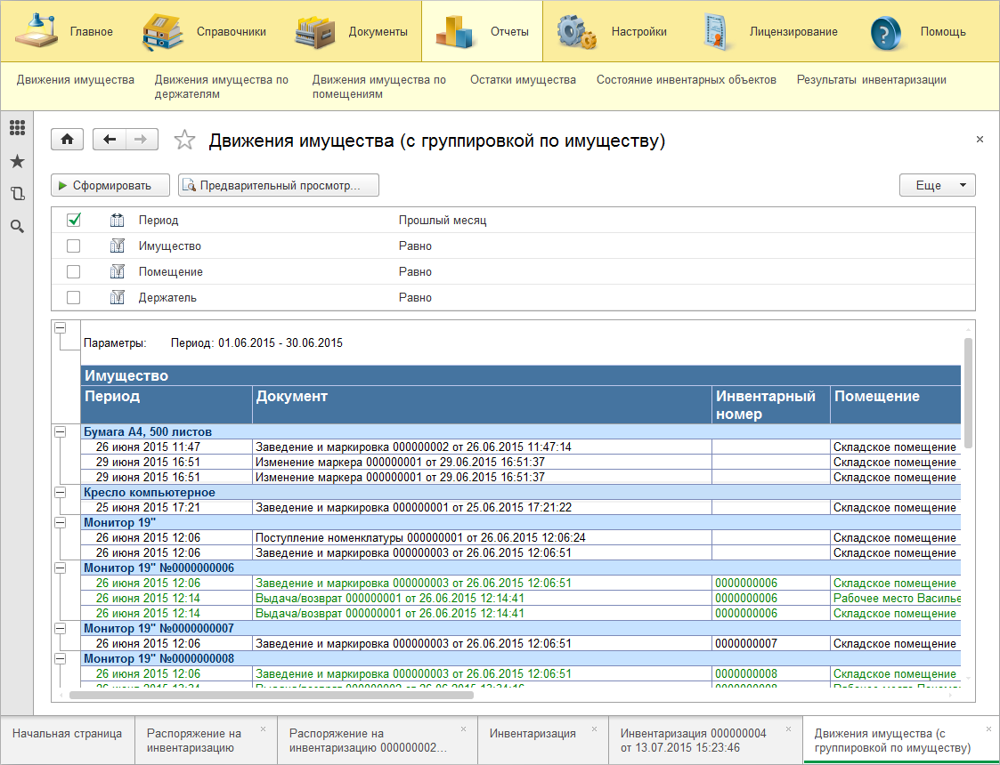 Главное Справочники Документы Отчеты Настройки Лицензирование Помощь
Движения имущества Движения имущества по держателям Движения имущества по помещениям Остатки имущества Состояние инвентарных объектов Результаты инвентаризации
Движения имущества (с группировкой по имуществу)
Сформировать Предварительный просмотр... Еще
Период Прошлый месяц
Имущество Равно
Помещение Равно
Держатель Равно
Параметры: Период: 01.06.2015 - 30.06.2015
Имущество
Период Документ Инвентарный номер Помещение
Бумага А4, 500 листов
26 июня 2015 11:47 Заведение и маркировка 000000002 от 26.06.2015 11:47:14 Складское помещение
29 июня 2015 16:51 Изменение маркера 000000001 от 29.06.2015 16:51:37 Складское помещение
29 июня 2015 16:51 Изменение маркера 000000001 от 29.06.2015 16:51:37 Складское помещение
Кресло компьютерное
25 июня 2015 17:21 Заведение и маркировка 000000001 от 25.06.2015 17:21:22 Складское помещение
Монитор 19"
26 июня 2015 12:06 Поступление номенклатуры 000000001 от 26.06.2015 12:06:24 Складское помещение
26 июня 2015 12:06 Заведение и маркировка 000000003 от 26.06.2015 12:06:51 Складское помещение
Монитор 19" №0000000006
26 июня 2015 12:06 Заведение и маркировка 000000003 от 26.06.2015 12:06:51 0000000006 Складское помещение
26 июня 2015 12:14 Выдача/возврат 000000001 от 26.06.2015 12:14:41 0000000006 Рабочее место Василье
26 июня 2015 12:14 Выдача/возврат 000000001 от 26.06.2015 12:14:41 0000000006 Складское помещение
Монитор 19" №0000000007
26 июня 2015 12:06 Заведение и маркировка 000000003 от 26.06.2015 12:06:51 0000000007 Складское помещение
Монитор 19" №0000000008
26 июня 2015 12:06 Заведение и маркировка 000000003 от 26.06.2015 12:06:51 0000000008 Складское помещение
Начальная страница Распоряжение на инвентаризацию Распоряжение на инвентаризацию 000000002... Инвентаризация Инвентаризация 000000004 от 13.07.2015 15:23:46 Движения имущества (с группировкой по имуществу)